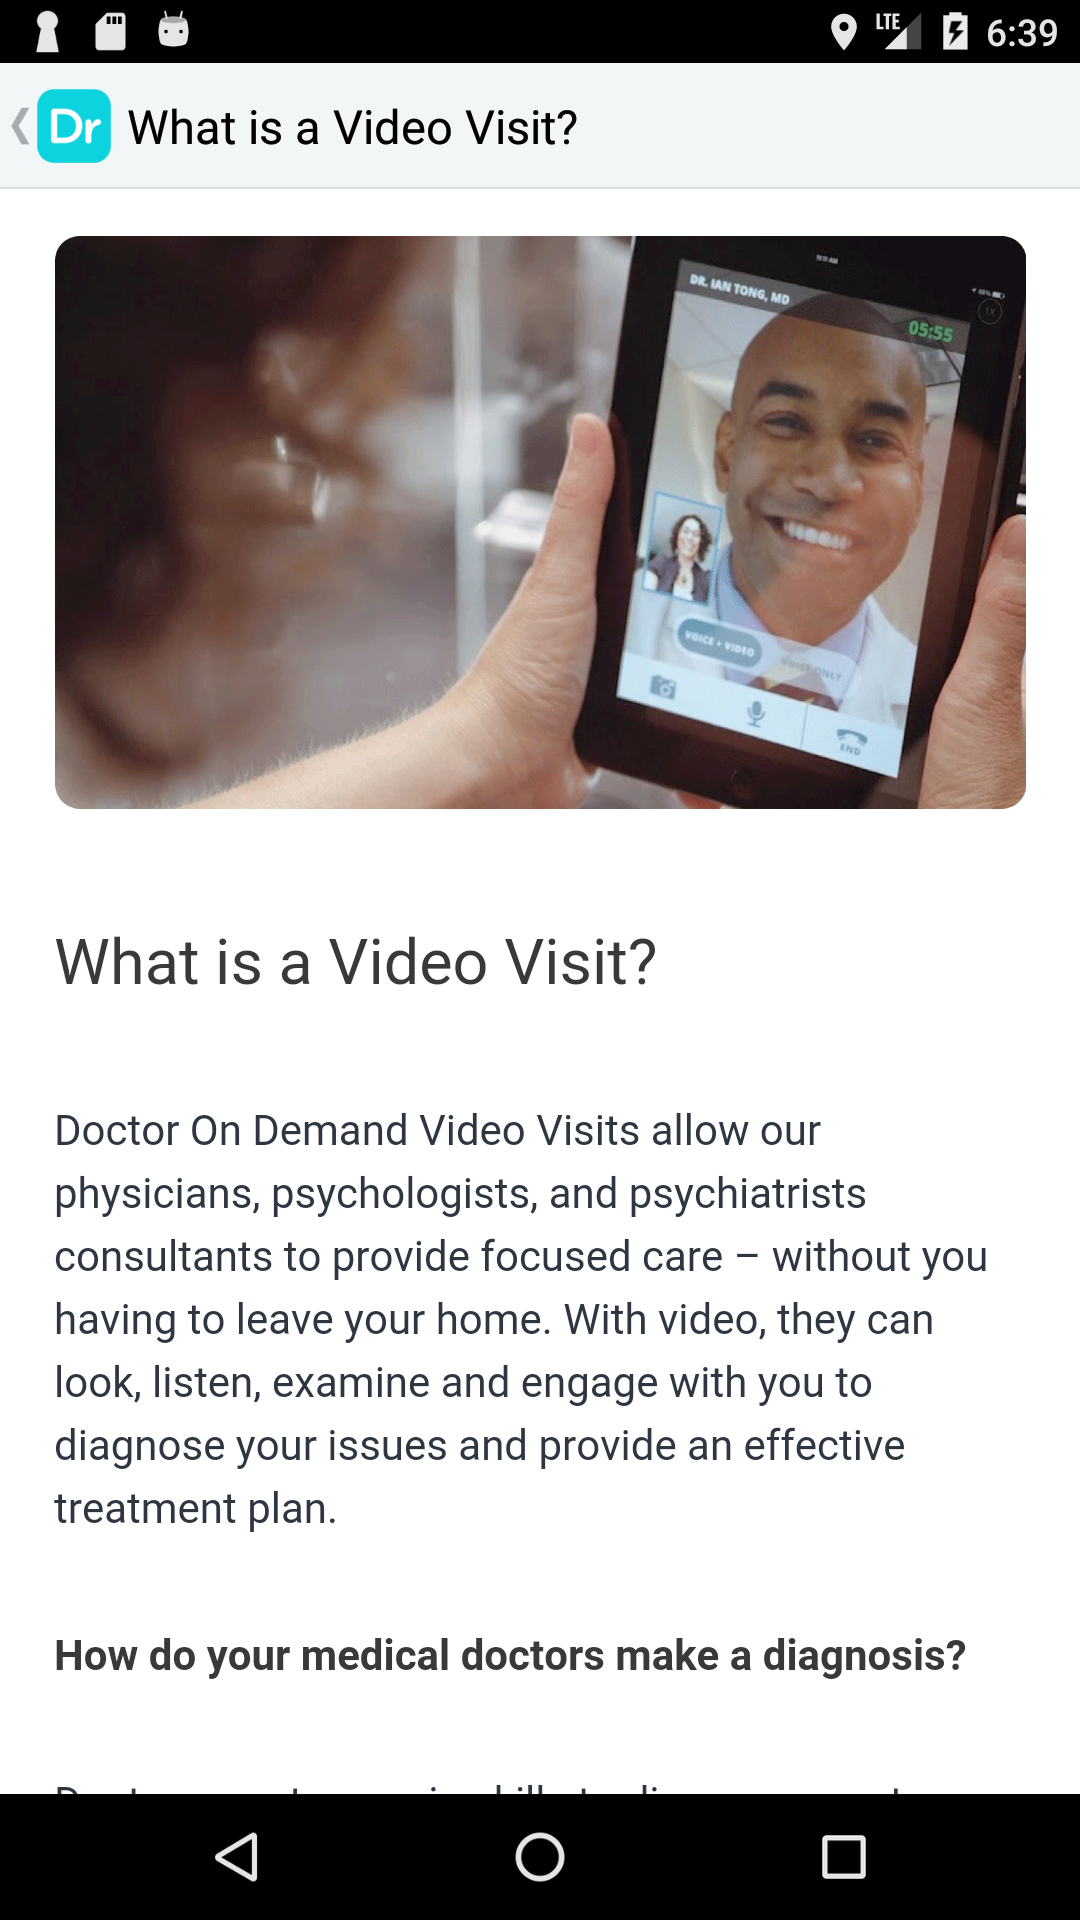 LTE 6:39
Dr What is a Video Visit?
DR. IAN TONG, MD
05:55
1X
VOICE + VIDEO
VOICE ONLY
END
What is a Video Visit?
Doctor On Demand Video Visits allow our
physicians, psychologists, and psychiatrists
consultants to provide focused care – without you
having to leave your home. With video, they can
look, listen, examine and engage with you to
diagnose your issues and provide an effective
treatment plan.
How do your medical doctors make a diagnosis?